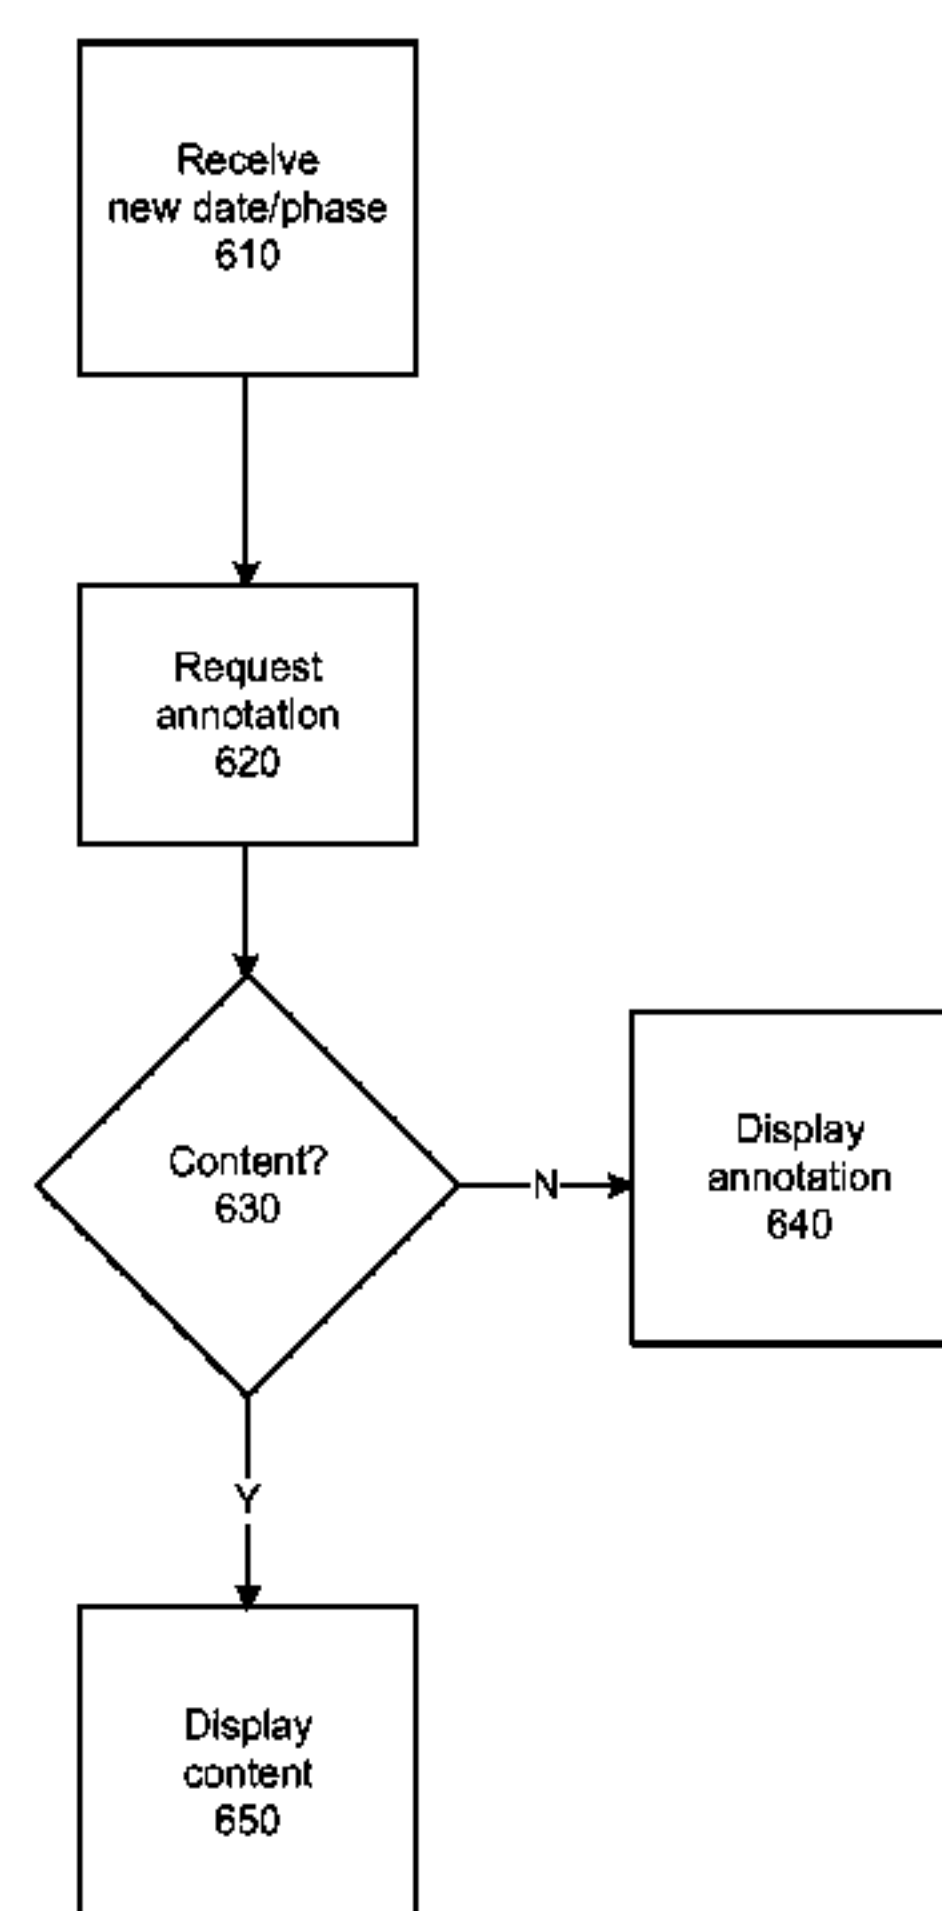 Receive
new date/phase
610
Request
annotation
620
Content?
630
N
Display
annotation
640
Y
Display
content
650